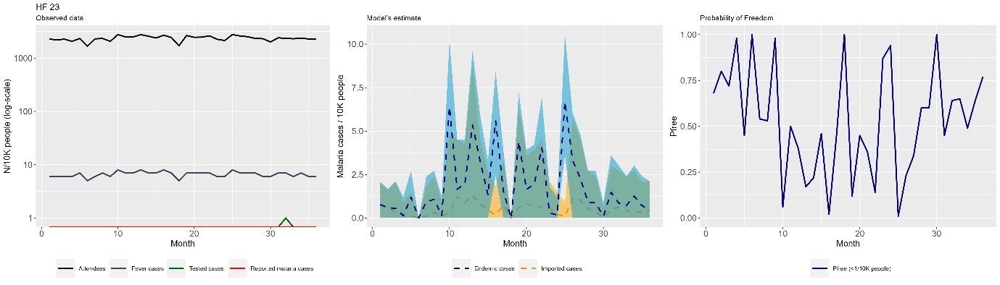 HF 23
Observed data
N/10K people (log-scale)
1000
100
10
1
0
10
20
30
Month
Attendees
Fever cases
Tested cases
Reported malaria cases
Model's estimate
Malaria cases / 10K people
10.0
7.5
5.0
2.5
0.0
0
10
20
30
Month
Endemic cases
Imported cases
Probability of Freedom
Pfree
1.00
0.75
0.50
0.25
0.00
0
10
20
30
Month
Pfree (<1/10K people)